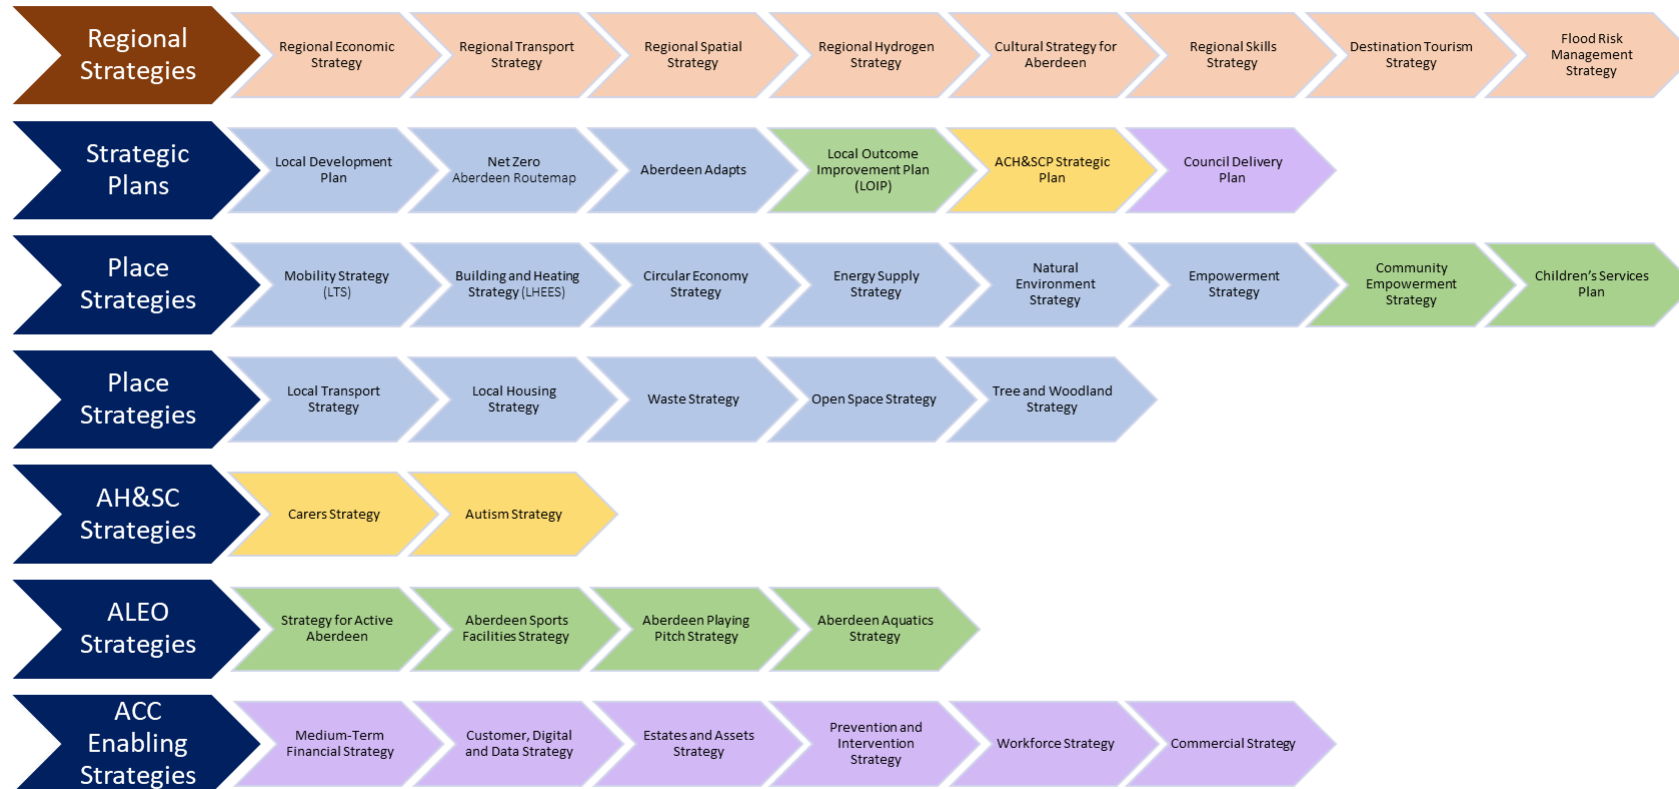 Regional
Strategies
Regional Economic
Strategy
Regional Transport
Strategy
Regional Spatial
Strategy
Regional Hydrogen
Strategy
Cultural Strategy for
Aberdeen
Regional Skills
Strategy
Destination Tourism
Strategy
Flood Risk
Management
Strategy
Strategic
Plans
Local Development
Plan
Net Zero
Aberdeen Routemap
Aberdeen Adapts
Local Outcome
Improvement Plan
(LOIP)
ACH&SCP Strategic
Plan
Council Delivery
Plan
Place
Strategies
Mobility Strategy
(LTS)
Building and Heating
Strategy (LHEES)
Circular Economy
Strategy
Energy Supply
Strategy
Natural
Environment
Strategy
Empowerment
Strategy
Community
Empowerment
Strategy
Children's Services
Plan
Place
Strategies
Local Transport
Strategy
Local Housing
Strategy
Waste Strategy
Open Space Strategy
Tree and Woodland
Strategy
AH&SC
Strategies
Carers Strategy
Autism Strategy
ALEO
Strategies
Strategy for Active
Aberdeen
Aberdeen Sports
Facilities Strategy
Aberdeen Playing
Pitch Strategy
Aberdeen Aquatics
Strategy
ACC
Enabling
Strategies
Medium-Term
Financial Strategy
Customer, Digital
and Data Strategy
Estates and Assets
Strategy
Prevention and
Intervention
Strategy
Workforce Strategy
Commercial Strategy